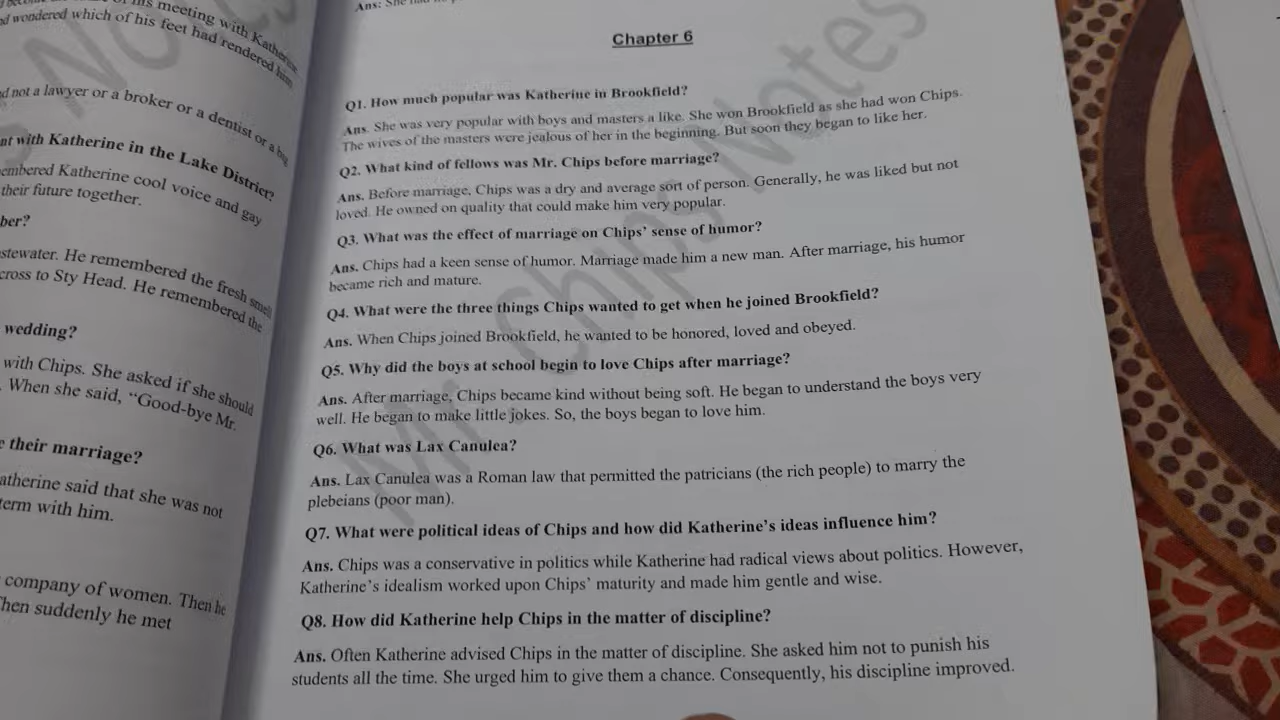 is meeting with Katherine
nd wondered which of his feet had rendered him
nd not a lawyer or a broker or a dentist or a big
nt with Katherine in the Lake District?
embered Katherine cool voice and gay
their future together.
ber?
stewater. He remembered the fresh smell
cross to Sty Head. He remembered the
wedding?
with Chips. She asked if she should
. When she said, “Good-bye Mr.
e their marriage?
atherine said that she was not
term with him.
company of women. Then he
hen suddenly he met
Ans: She had
Chapter 6
Q1. How much popular was Katherine in Brookfield?
Ans. She was very popular with boys and masters a like. She won Brookfield as she had won Chips.
The wives of the masters were jealous of her in the beginning. But soon they began to like her.
Q2. What kind of fellows was Mr. Chips before marriage?
Ans. Before marriage, Chips was a dry and average sort of person. Generally, he was liked but not
loved. He owned on quality that could make him very popular.
Q3. What was the effect of marriage on Chips’ sense of humor?
Ans. Chips had a keen sense of humor. Marriage made him a new man. After marriage, his humor
became rich and mature.
Q4. What were the three things Chips wanted to get when he joined Brookfield?
Ans. When Chips joined Brookfield, he wanted to be honored, loved and obeyed.
Q5. Why did the boys at school begin to love Chips after marriage?
Ans. After marriage, Chips became kind without being soft. He began to understand the boys very
well. He began to make little jokes. So, the boys began to love him.
Q6. What was Lax Canulea?
Ans. Lax Canulea was a Roman law that permitted the patricians (the rich people) to marry the
plebeians (poor man).
Q7. What were political ideas of Chips and how did Katherine’s ideas influence him?
Ans. Chips was a conservative in politics while Katherine had radical views about politics. However,
Katherine’s idealism worked upon Chips’ maturity and made him gentle and wise.
Q8. How did Katherine help Chips in the matter of discipline?
Ans. Often Katherine advised Chips in the matter of discipline. She asked him not to punish his
students all the time. She urged him to give them a chance. Consequently, his discipline improved.
Mr. Chips Notes